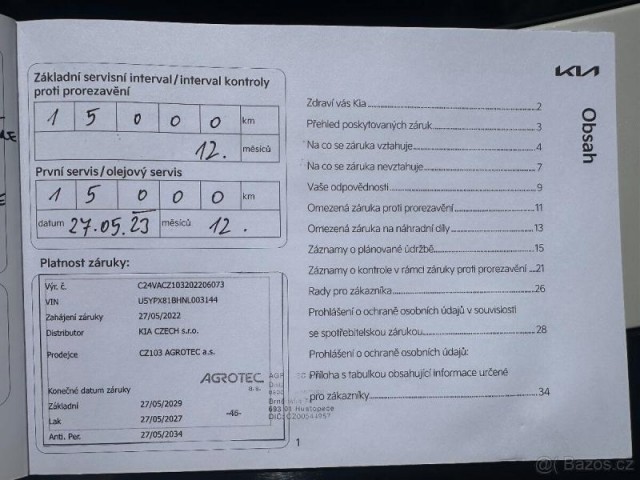 Základní servisní interval/interval kontroly
proti prorezavění
1 5 0 0 0 km
12. měsíců
První servis/olejový servis
1 5 0 0 0 km
datum 27.05.23 měsíců 12.
Platnost záruky:
Výr. č. C24VACZ103202206073
VIN U5YPX81BHNL003144
Zahájení záruky 27/05/2022
Distributor KIA CZECH s.r.o.
Prodejce CZ103 AGROTEC a.s.
AGROTEC
a.s.
Konečné datum záruky
Základní 27/05/2029
-46-
Lak 27/05/2027
Anti. Per. 27/05/2034
693 01 Hustopeče
KIA
Obsah
Zdraví vás Kia 2
Přehled poskytovaných záruk 3
Na co se záruka vztahuje 4
Na co se záruka nevztahuje 7
Vaše odpovědnosti 9
Omezená záruka proti prorezavění 11
Omezená záruka na náhradní díly 13
Záznamy o plánované údržbě 15
Záznamy o kontrole v rámci záruky proti prorezavění 21
Rady pro zákazníka 26
Prohlášení o ochraně osobních údajů v souvislosti
se spotřebitelskou zárukou 28
Prohlášení o ochraně osobních údajů:
Příloha s tabulkou obsahující informace určené
pro zákazníky 34
1
@( Bazos.cz